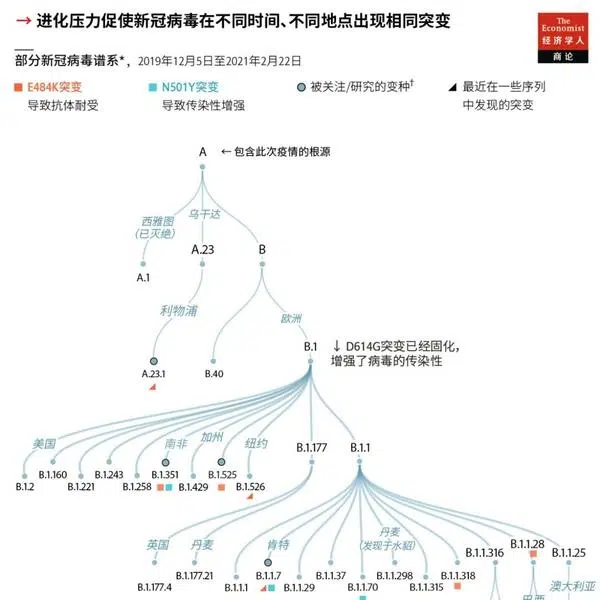 → 进化压力促使新冠病毒在不同时间、不同地点出现相同突变
The Economist
经济学人
商论
部分新冠病毒谱系*，2019年12月5日至2021年2月22日
E484K突变
导致抗体耐受
N501Y突变
导致传染性增强
被关注/研究的变种†
最近在一些序列
中发现的突变
A
← 包含此次疫情的根源
西雅图
（已灭绝）
乌干达
A.23
B
A.1
利物浦
欧洲
B.1
↓ D614G突变已经固化，
增强了病毒的传染性
A.23.1
B.40
美国
南非
加州
纽约
B.1.177
B.1.1
B.1.2
B.1.160
B.1.221
B.1.243
B.1.258
B.1.351
B.1.429
B.1.525
B.1.526
英国
丹麦
肯特
丹麦
（发现于水貂）
B.1.1.316
B.1.1.28
B.1.1.25
B.1.177.4
B.1.177.21
B.1.1.1
B.1.1.7
B.1.1.29
B.1.1.37
B.1.1.70
B.1.1.298
B.1.1.315
B.1.1.318
巴西
澳大利亚